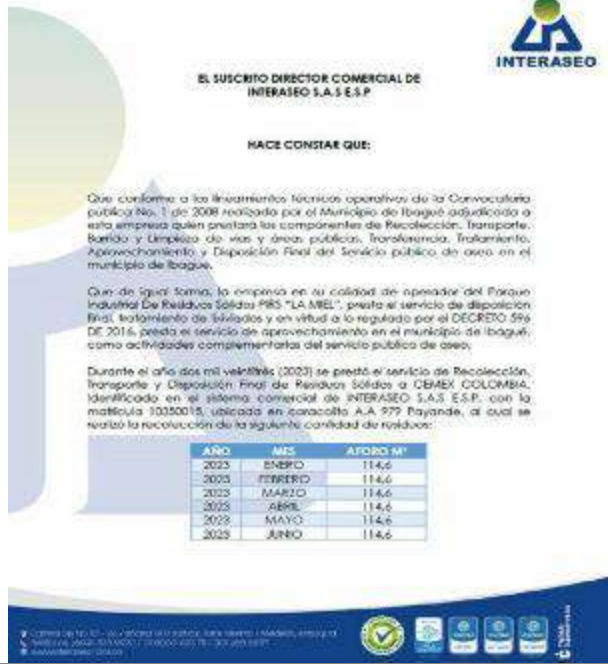 INTERASEO
EL SUSCRITO DIRECTOR COMERCIAL DE
INTERASEO S.A.S E.S.P
HACE CONSTAR QUE:
Que conforme a los lineamientos técnicos operativos de la Convocatoria
pública No. 1 de 2008 realizada por el Municipio de Ibagué adjudicada a
esta empresa quien prestará los componentes de Recolección, Transporte,
Barrido y Limpieza de vías y áreas públicas, Transferencia, Tratamiento,
Aprovechamiento y Disposición Final del Servicio público de aseo en el
municipio de Ibagué.
Que de igual forma, la empresa en su calidad de operador del Parque
Industrial De Residuos Sólidos PIRS "LA MIEL", presta el servicio de disposición
final, tratamiento de lixiviados y en virtud a lo regulado por el DECRETO 596
DE 2016, presta el servicio de aprovechamiento en el municipio de Ibagué,
como actividades complementarias del servicio público de aseo.
Durante el año dos mil veintitrés (2023) se prestó el servicio de Recolección,
Transporte y Disposición Final de Residuos Sólidos a CEMEX COLOMBIA.
Identificada en el sistema comercial de INTERASEO S.A.S E.S.P. con la
matrícula 10350015, ubicada en caracolito A.A 979 Payande, al cual se
realizó la recolección de la siguiente cantidad de residuos:
AÑO MES AFORO M³
2023 ENERO 114,6
2023 FEBRERO 114,6
2023 MARZO 114,6
2023 ABRIL 114,6
2023 MAYO 114,6
2023 JUNIO 114,6